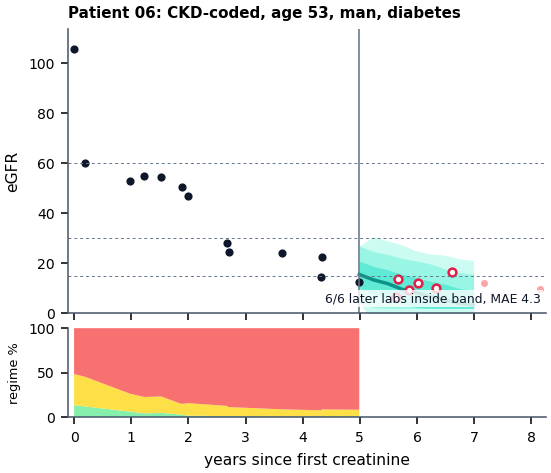 Patient 06: CKD-coded, age 53, man, diabetes
100
80
60
40
20
0
eGFR
6/6 later labs inside band, MAE 4.3
100
50
0
regime %
0 1 2 3 4 5 6 7 8
years since first creatinine